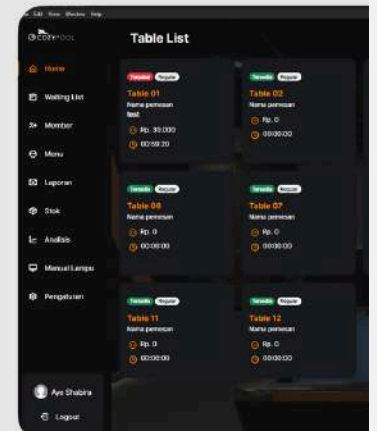 Edit View Window Help
COZYPOOL
Table List
Home
Waiting List
Member
Menu
Laporan
Stok
Analisis
Manual Lampu
Pengaturan
Ayu Shabira
Logout
Regular
Table 01
Nama pemesan
test
Rp. 30.000
00:59:20
Tersedia Regular
Table 02
Nama pemesan
Rp. 0
00:00:00
Tersedia Regular
Table 06
Nama pemesan
Rp. 0
00:00:00
Tersedia Regular
Table 07
Nama pemesan
Rp. 0
00:00:00
Tersedia Regular
Table 11
Nama pemesan
Rp. 0
00:00:00
Tersedia Regular
Table 12
Nama pemesan
Rp. 0
00:00:00